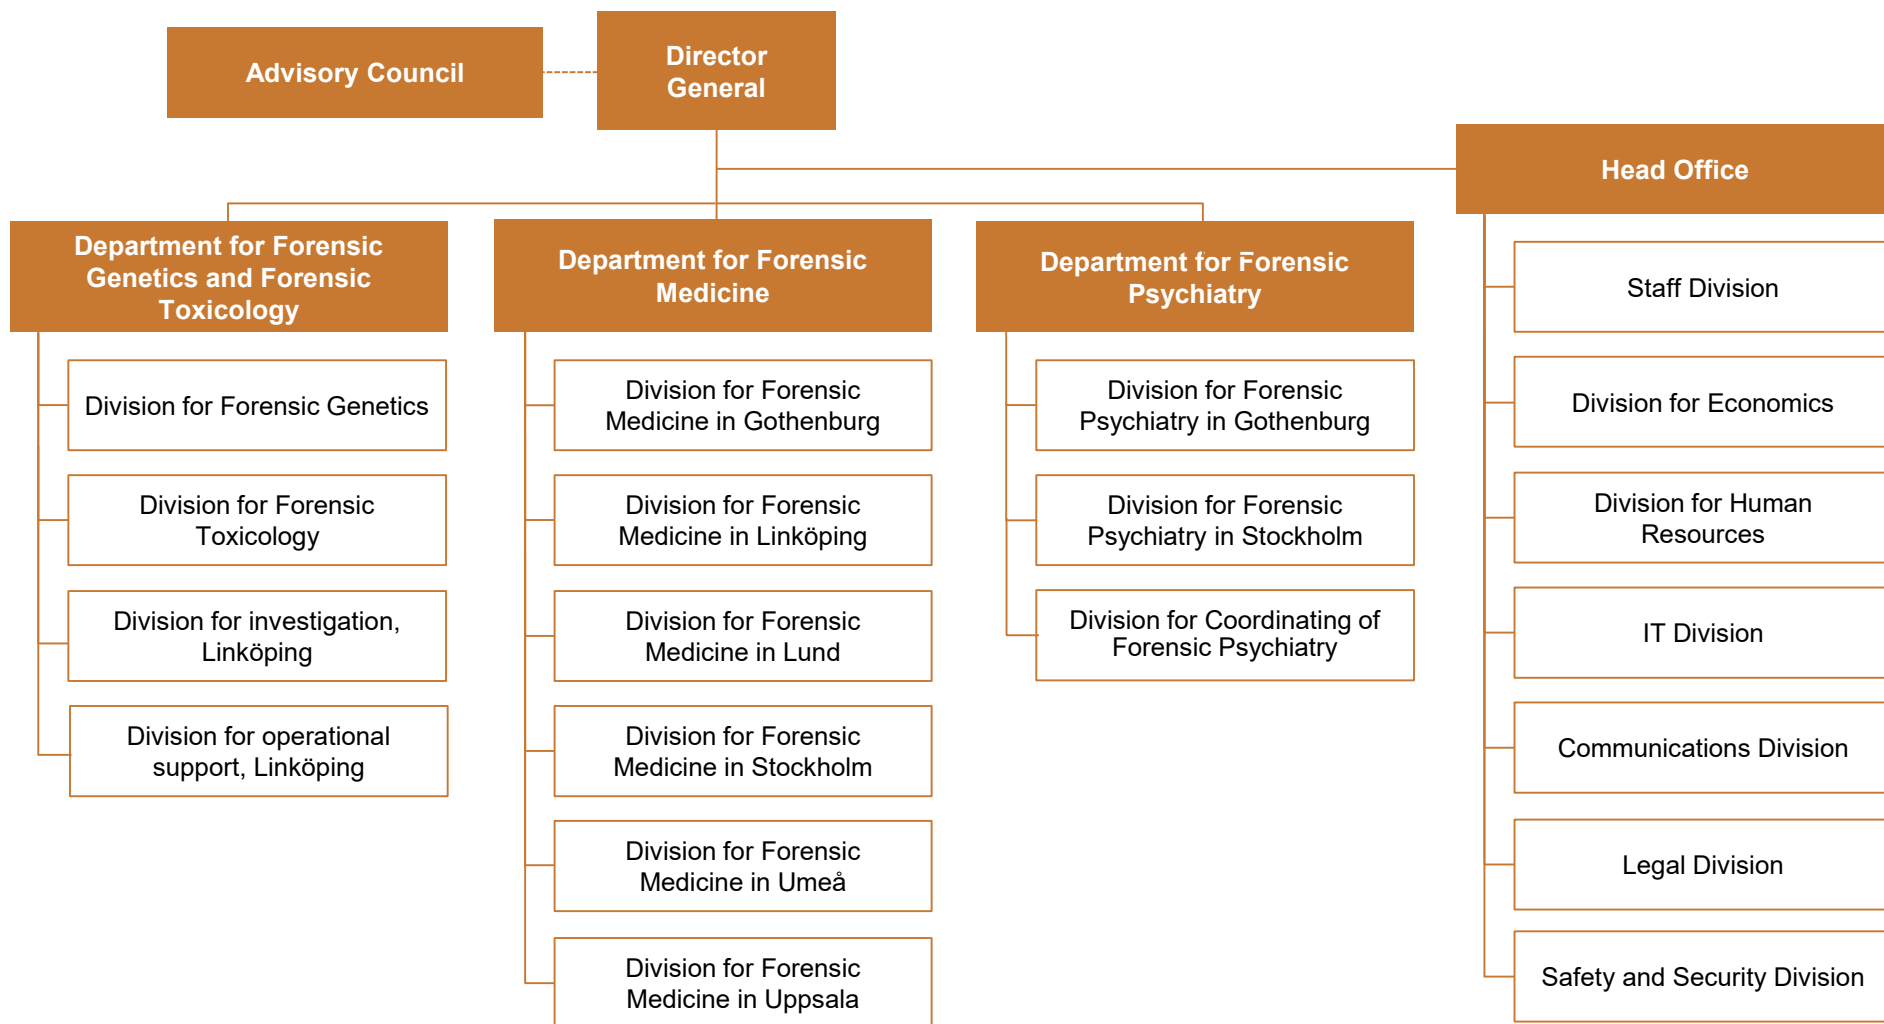 Advisory Council
Director
General
Head Office
Department for Forensic
Genetics and Forensic
Toxicology
Division for Forensic Genetics
Division for Forensic
Toxicology
Division for investigation,
Linköping
Division for operational
support, Linköping
Department for Forensic
Medicine
Division for Forensic
Medicine in Gothenburg
Division for Forensic
Medicine in Linköping
Division for Forensic
Medicine in Lund
Division for Forensic
Medicine in Stockholm
Division for Forensic
Medicine in Umeå
Division for Forensic
Medicine in Uppsala
Department for Forensic
Psychiatry
Division for Forensic
Psychiatry in Gothenburg
Division for Forensic
Psychiatry in Stockholm
Division for Coordinating of
Forensic Psychiatry
Staff Division
Division for Economics
Division for Human
Resources
IT Division
Communications Division
Legal Division
Safety and Security Division